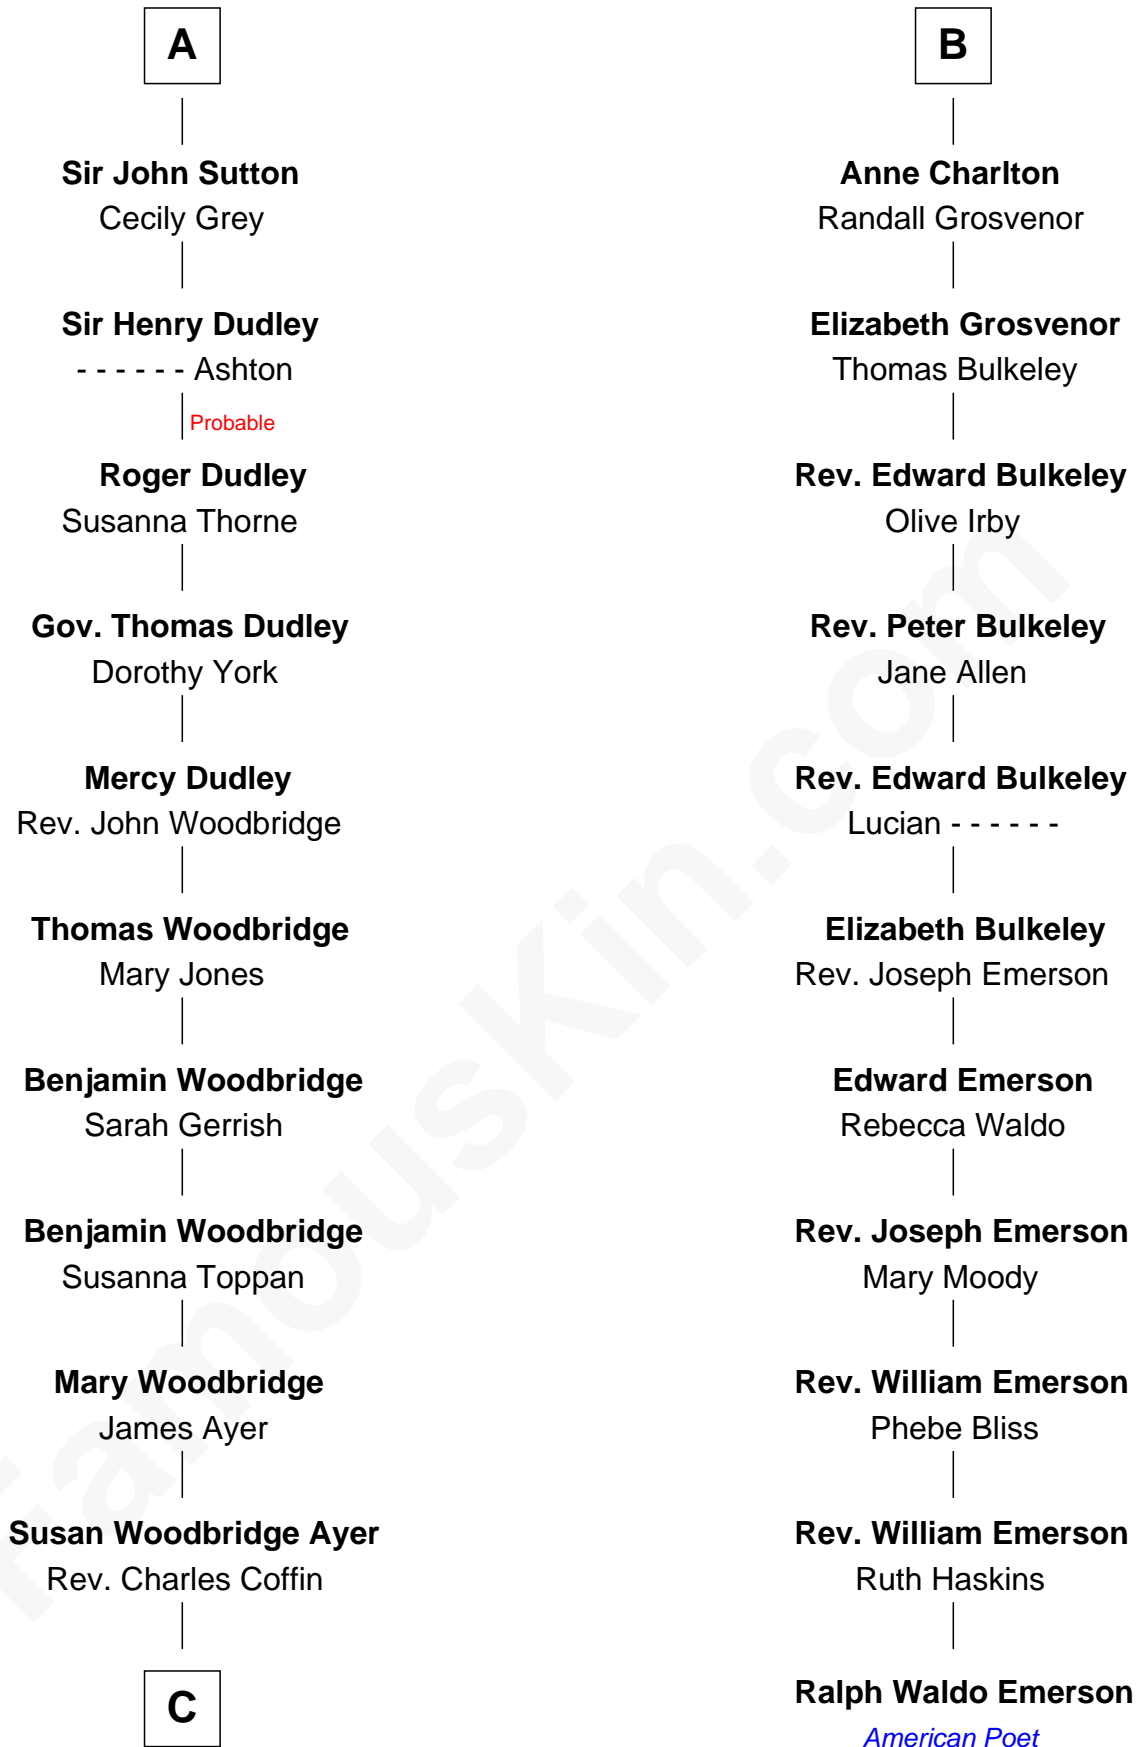 A
Sir John Sutton
Cecily Grey
Sir Henry Dudley
- - - - - - Ashton
Probable
Roger Dudley
Susanna Thorne
Gov. Thomas Dudley
Dorothy York
Mercy Dudley
Rev. John Woodbridge
Thomas Woodbridge
Mary Jones
Benjamin Woodbridge
Sarah Gerrish
Benjamin Woodbridge
Susanna Toppan
Mary Woodbridge
James Ayer
Susan Woodbridge Ayer
Rev. Charles Coffin
C
B
Anne Charlton
Randall Grosvenor
Elizabeth Grosvenor
Thomas Bulkeley
Rev. Edward Bulkeley
Olive Irby
Rev. Peter Bulkeley
Jane Allen
Rev. Edward Bulkeley
Lucian - - - - - -
Elizabeth Bulkeley
Rev. Joseph Emerson
Edward Emerson
Rebecca Waldo
Rev. Joseph Emerson
Mary Moody
Rev. William Emerson
Phebe Bliss
Rev. William Emerson
Ruth Haskins
Ralph Waldo Emerson
American Poet
FamousKin.com